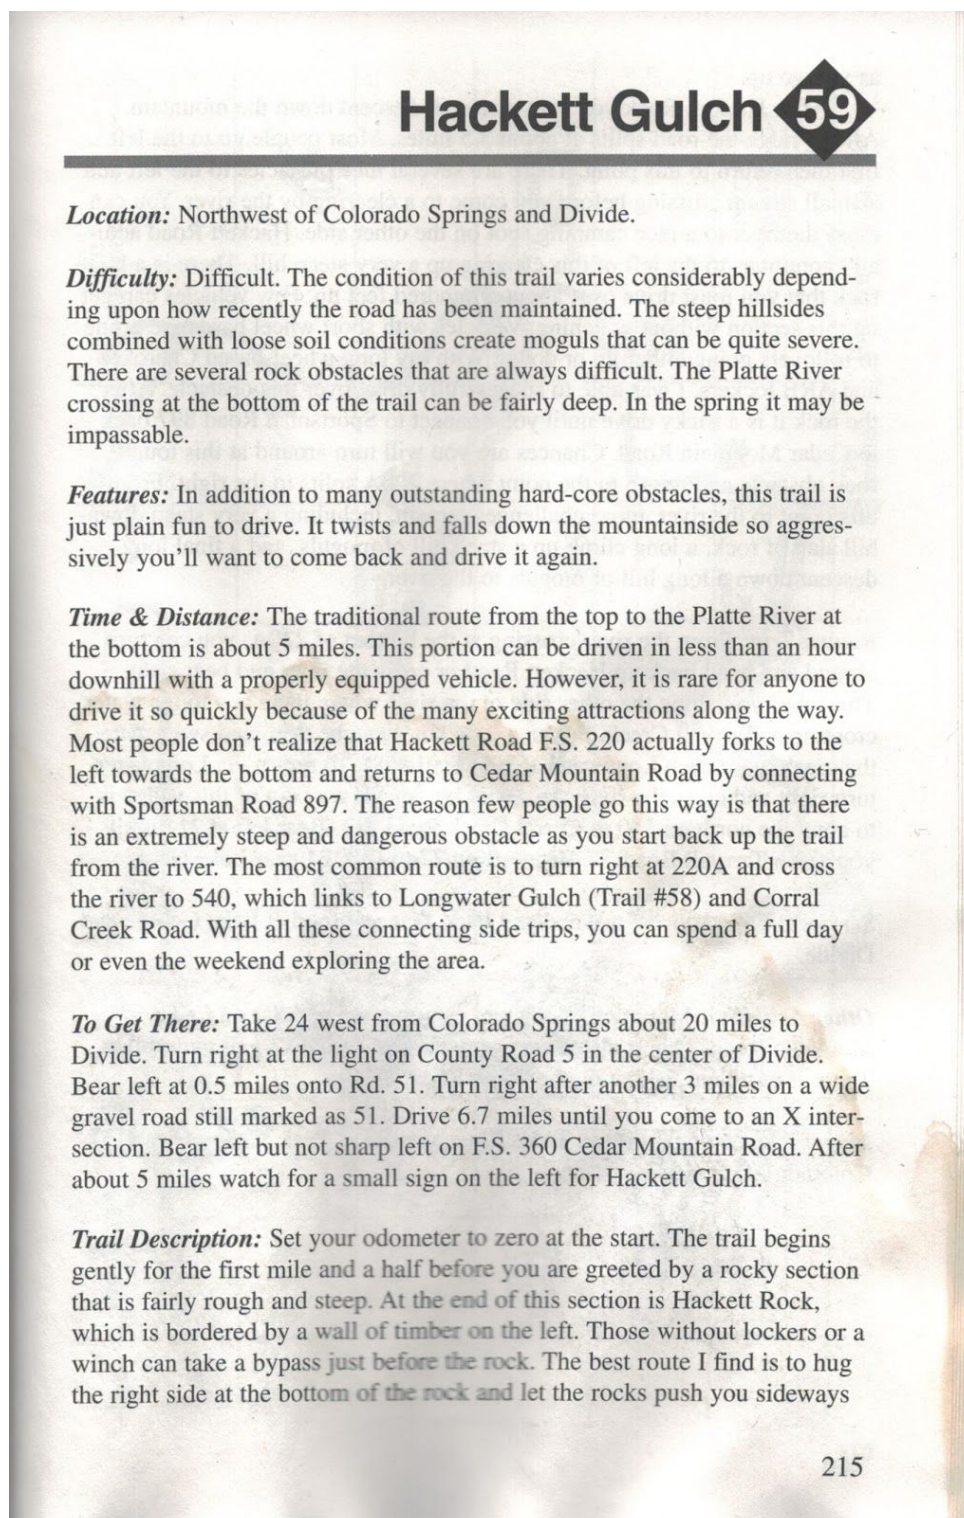 Hackett Gulch 59
Location: Northwest of Colorado Springs and Divide.
Difficulty: Difficult. The condition of this trail varies considerably depend-
ing upon how recently the road has been maintained. The steep hillsides
combined with loose soil conditions create moguls that can be quite severe.
There are several rock obstacles that are always difficult. The Platte River
crossing at the bottom of the trail can be fairly deep. In the spring it may be
impassable.
Features: In addition to many outstanding hard-core obstacles, this trail is
just plain fun to drive. It twists and falls down the mountainside so aggres-
sively you'll want to come back and drive it again.
Time & Distance: The traditional route from the top to the Platte River at
the bottom is about 5 miles. This portion can be driven in less than an hour
downhill with a properly equipped vehicle. However, it is rare for anyone to
drive it so quickly because of the many exciting attractions along the way.
Most people don't realize that Hackett Road F.S. 220 actually forks to the
left towards the bottom and returns to Cedar Mountain Road by connecting
with Sportsman Road 897. The reason few people go this way is that there
is an extremely steep and dangerous obstacle as you start back up the trail
from the river. The most common route is to turn right at 220A and cross
the river to 540, which links to Longwater Gulch (Trail #58) and Corral
Creek Road. With all these connecting side trips, you can spend a full day
or even the weekend exploring the area.
To Get There: Take 24 west from Colorado Springs about 20 miles to
Divide. Turn right at the light on County Road 5 in the center of Divide.
Bear left at 0.5 miles onto Rd. 51. Turn right after another 3 miles on a wide
gravel road still marked as 51. Drive 6.7 miles until you come to an X inter-
section. Bear left but not sharp left on F.S. 360 Cedar Mountain Road. After
about 5 miles watch for a small sign on the left for Hackett Gulch.
Trail Description: Set your odometer to zero at the start. The trail begins
gently for the first mile and a half before you are greeted by a rocky section
that is fairly rough and steep. At the end of this section is Hackett Rock,
which is bordered by a wall of timber on the left. Those without lockers or a
winch can take a bypass just before the rock. The best route I find is to hug
the right side at the bottom of the rock and let the rocks push you sideways
215